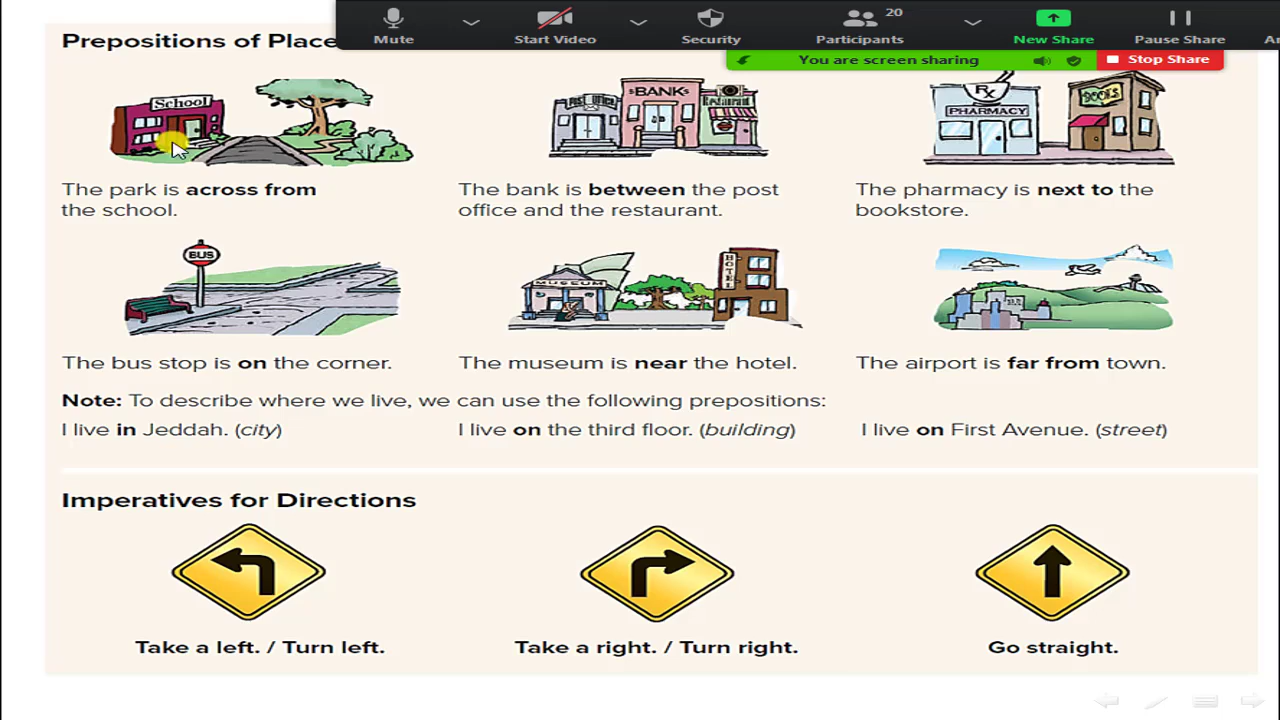 Mute
Start Video
Security
Participants
20
New Share
Pause Share
You are screen sharing
Stop Share
Prepositions of Place
School
POST OFFICE
BANK
Restaurant
Rx
PHARMACY
BOOKS
The park is across from
the school.
The bank is between the post
office and the restaurant.
The pharmacy is next to the
bookstore.
BUS
MUSEUM
HOTEL
The bus stop is on the corner.
The museum is near the hotel.
The airport is far from town.
Note: To describe where we live, we can use the following prepositions:
I live in Jeddah. (city)
I live on the third floor. (building)
I live on First Avenue. (street)
Imperatives for Directions
Take a left. / Turn left.
Take a right. / Turn right.
Go straight.